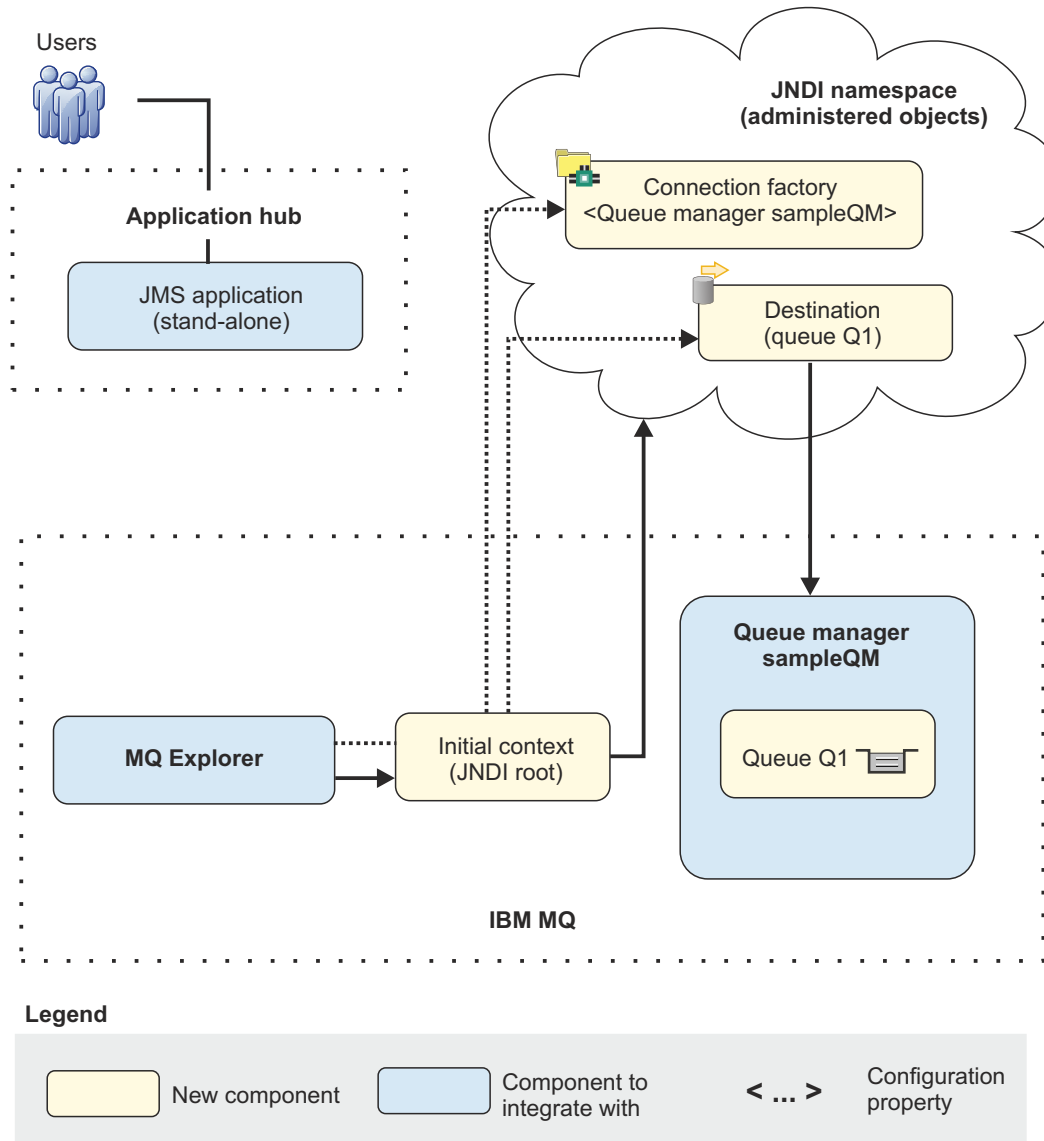 Users
JNDI namespace
(administered objects)
Connection factory
<Queue manager sampleQM>
Application hub
JMS application
(stand-alone)
Destination
(queue Q1)
Queue manager
sampleQM
MQ Explorer
Initial context
(JNDI root)
Queue Q1
IBM MQ
Legend
New component
Component to
integrate with
< ... >
Configuration
property